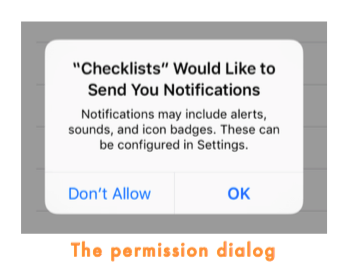 “Checklists” Would Like to
Send You Notifications
Notifications may include alerts,
sounds, and icon badges. These can
be configured in Settings.
Don’t Allow
OK
The permission dialog